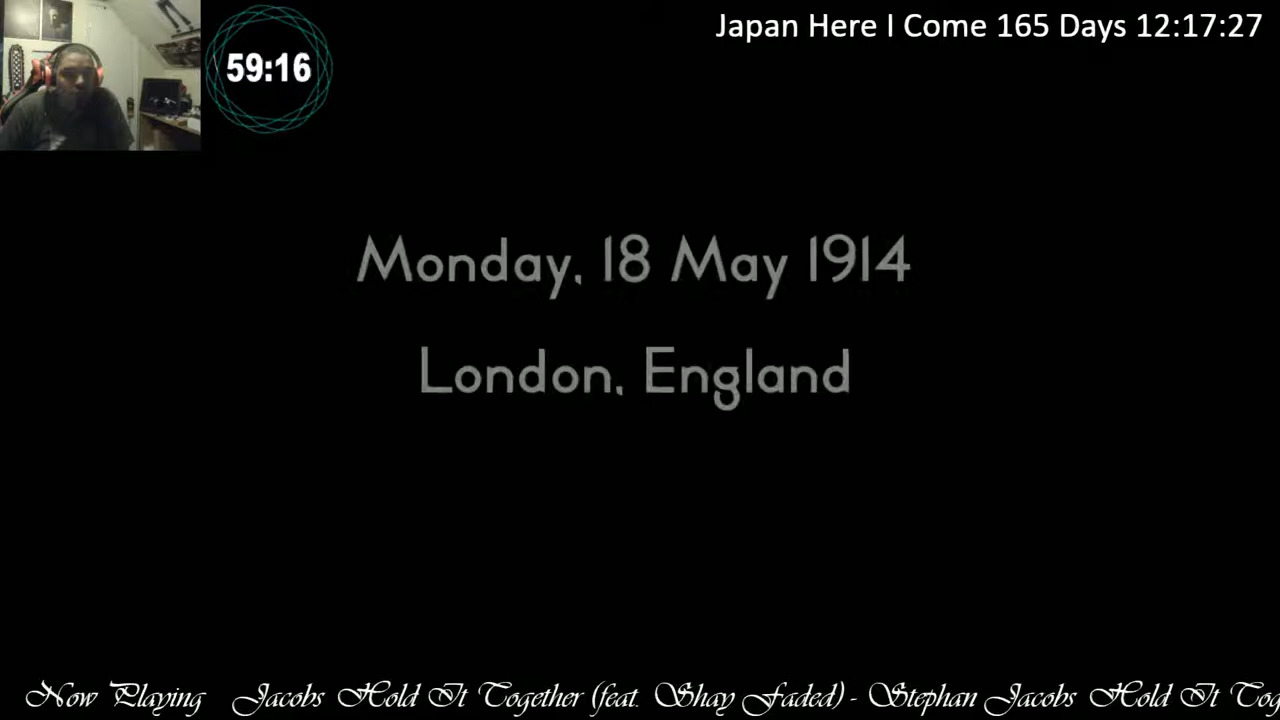 Japan Here I Come 165 Days 12:17:27
59:16
Monday, 18 May 1914
London, England
Now Playing Jacobs Hold It Together (feat. Shay Faded) - Stephan Jacobs Hold It Tog